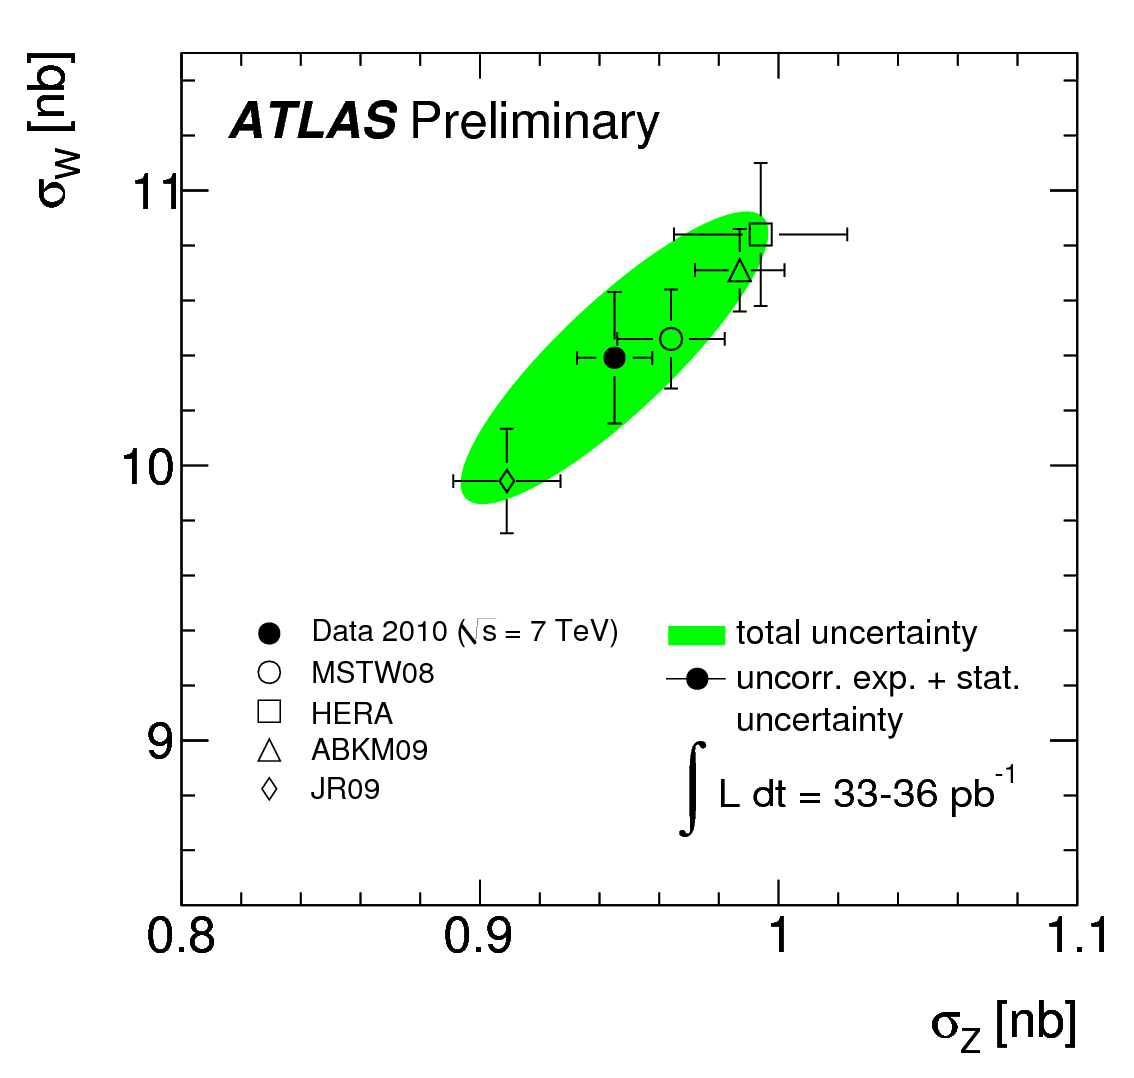 σW [nb]
ATLAS Preliminary
11
10
9
Data 2010 (√s = 7 TeV)
MSTW08
HERA
ABKM09
JR09
total uncertainty
uncorr. exp. + stat.
uncertainty
∫ L dt = 33-36 pb-1
0.8 0.9 1 1.1
σZ [nb]